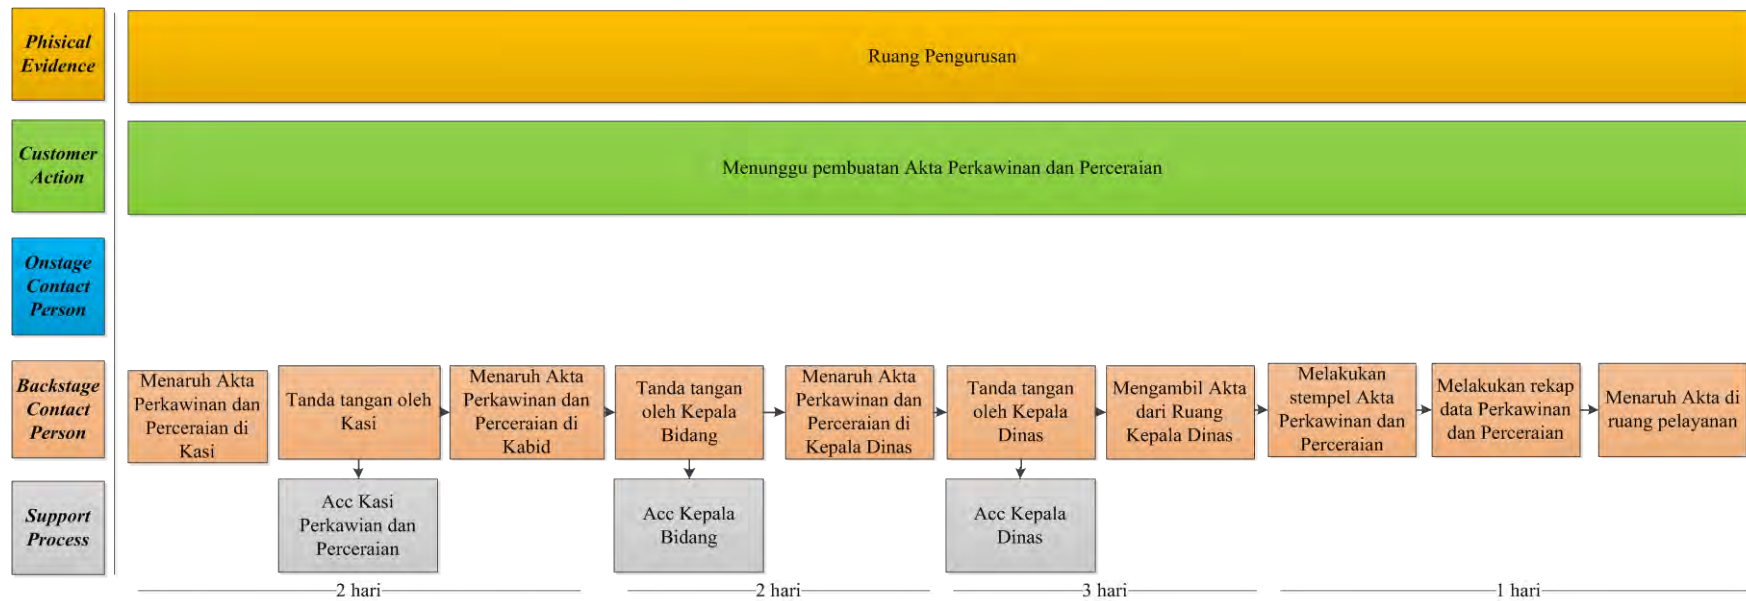 Phisical
Evidence
Ruang Pengurusan
Customer
Action
Menunggu pembuatan Akta Perkawinan dan Perceraian
Onstage
Contact
Person
Backstage
Contact
Person
Menaruh Akta
Perkawinan dan
Perceraian di
Kasi
Tanda tangan oleh
Kasi
Menaruh Akta
Perkawinan dan
Perceraian di
Kabid
Tanda tangan
oleh Kepala
Bidang
Menaruh Akta
Perkawinan dan
Perceraian di
Kepala Dinas
Tanda tangan
oleh Kepala
Dinas
Mengambil Akta
dari Ruang
Kepala Dinas
Melakukan
stempel Akta
Perkawinan dan
Perceraian
Melakukan rekap
data Perkawinan
dan Perceraian
Menaruh Akta di
ruang pelayanan
Support
Process
Acc Kasi
Perkawian dan
Perceraian
Acc Kepala
Bidang
Acc Kepala
Dinas
2 hari
2 hari
3 hari
1 hari